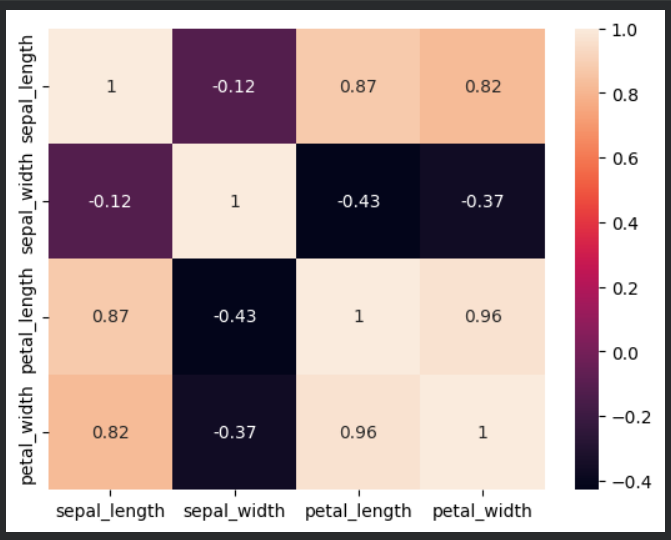 sepal_length 1 -0.12 0.87 0.82
sepal_width -0.12 1 -0.43 -0.37
petal_length 0.87 -0.43 1 0.96
petal_width 0.82 -0.37 0.96 1
sepal_length sepal_width petal_length petal_width
1.0
0.8
0.6
0.4
0.2
0.0
−0.2
−0.4